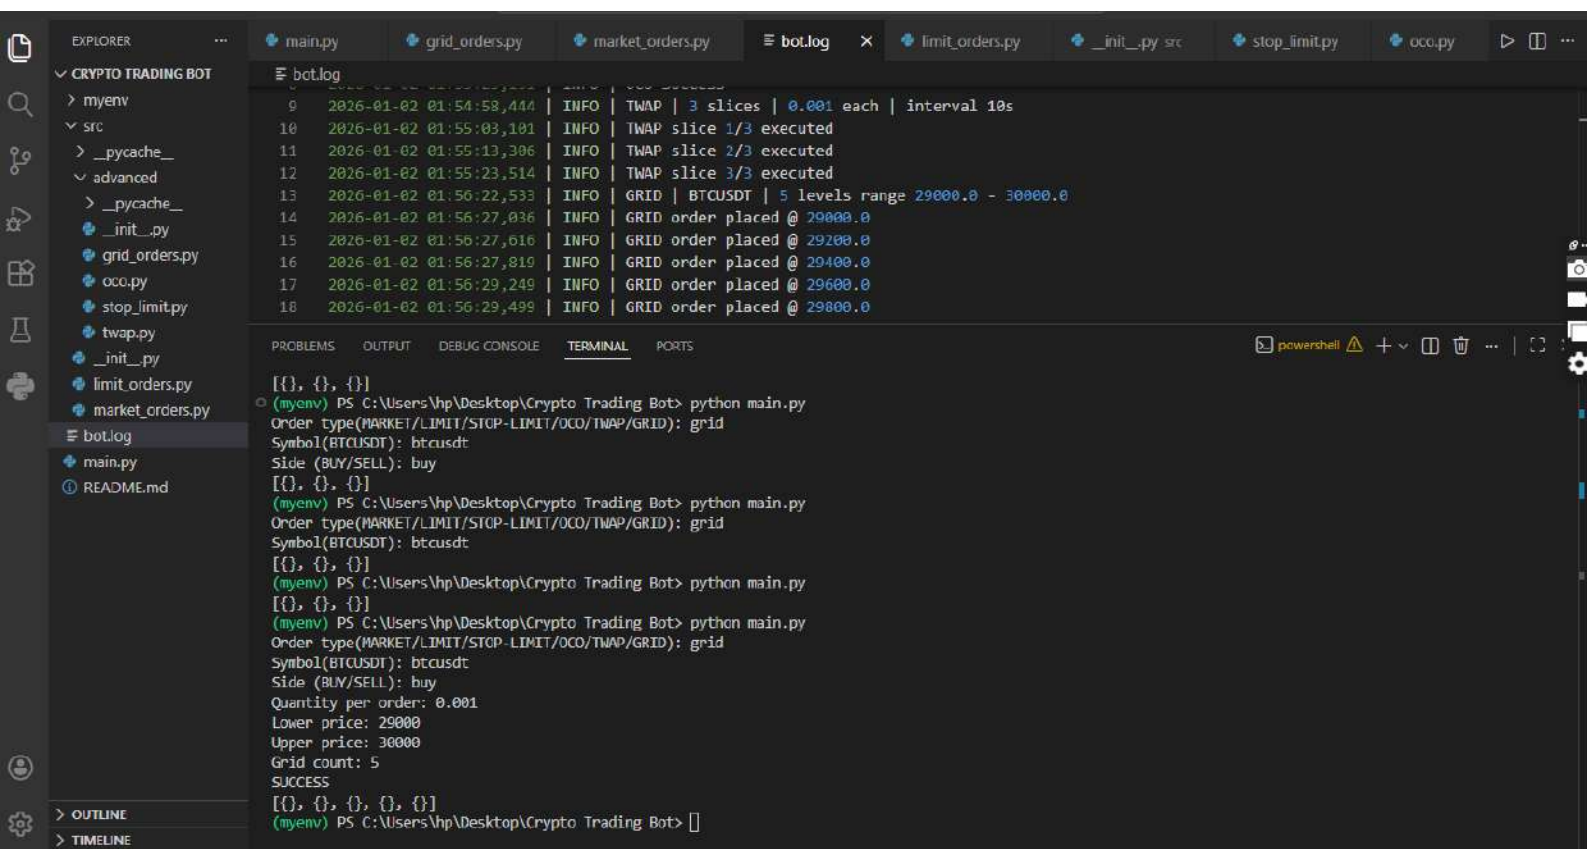 EXPLORER ...
CRYPTO TRADING BOT
myenv
src
__pycache__
advanced
__pycache__
__init__.py
grid_orders.py
oco.py
stop_limit.py
twap.py
__init__.py
limit_orders.py
market_orders.py
bot.log
main.py
README.md
OUTLINE
TIMELINE
main.py grid_orders.py market_orders.py bot.log limit_orders.py __init__.py src stop_limit.py oco.py
bot.log
9 2026-01-02 01:54:58,444 | INFO | TWAP | 3 slices | 0.001 each | interval 10s
10 2026-01-02 01:55:03,101 | INFO | TWAP slice 1/3 executed
11 2026-01-02 01:55:13,306 | INFO | TWAP slice 2/3 executed
12 2026-01-02 01:55:23,514 | INFO | TWAP slice 3/3 executed
13 2026-01-02 01:56:22,533 | INFO | GRID | BTCUSDT | 5 levels range 29000.0 - 30000.0
14 2026-01-02 01:56:27,036 | INFO | GRID order placed @ 29000.0
15 2026-01-02 01:56:27,616 | INFO | GRID order placed @ 29200.0
16 2026-01-02 01:56:27,819 | INFO | GRID order placed @ 29400.0
17 2026-01-02 01:56:29,249 | INFO | GRID order placed @ 29600.0
18 2026-01-02 01:56:29,499 | INFO | GRID order placed @ 29800.0
PROBLEMS OUTPUT DEBUG CONSOLE TERMINAL PORTS powershell
[{}, {}, {}]
(myenv) PS C:\Users\hp\Desktop\Crypto Trading Bot> python main.py
Order type(MARKET/LIMIT/STOP-LIMIT/OCO/TWAP/GRID): grid
Symbol(BTCUSDT): btcusdt
Side (BUY/SELL): buy
[{}, {}, {}]
(myenv) PS C:\Users\hp\Desktop\Crypto Trading Bot> python main.py
Order type(MARKET/LIMIT/STOP-LIMIT/OCO/TWAP/GRID): grid
Symbol(BTCUSDT): btcusdt
[{}, {}, {}]
(myenv) PS C:\Users\hp\Desktop\Crypto Trading Bot> python main.py
[{}, {}, {}]
(myenv) PS C:\Users\hp\Desktop\Crypto Trading Bot> python main.py
Order type(MARKET/LIMIT/STOP-LIMIT/OCO/TWAP/GRID): grid
Symbol(BTCUSDT): btcusdt
Side (BUY/SELL): buy
Quantity per order: 0.001
Lower price: 29000
Upper price: 30000
Grid count: 5
SUCCESS
[{}, {}, {}, {}, {}]
(myenv) PS C:\Users\hp\Desktop\Crypto Trading Bot>